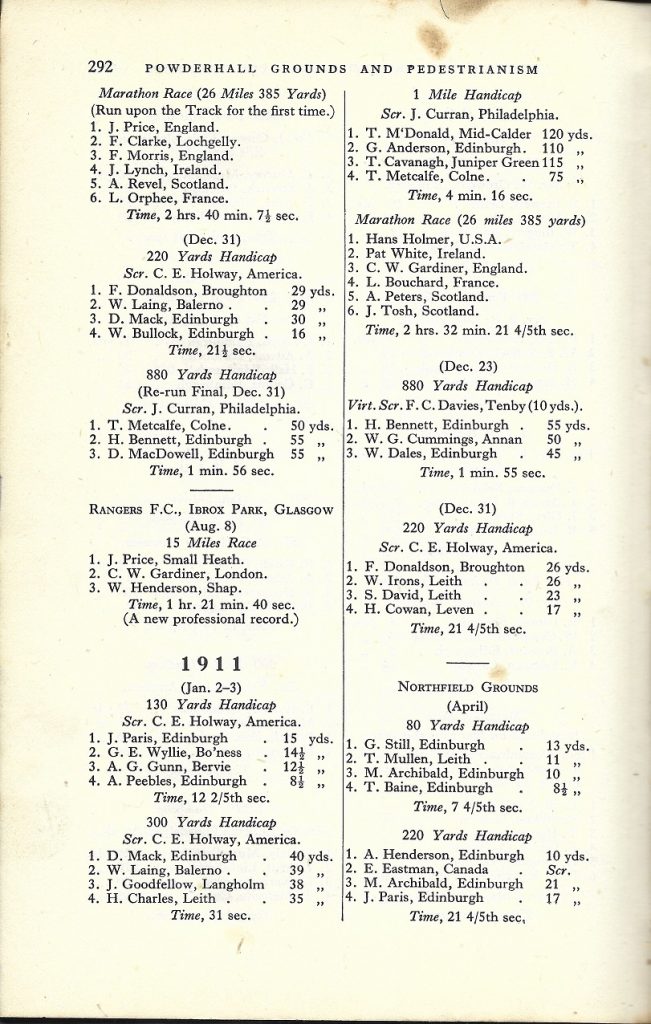 292 POWDERHALL GROUNDS AND PEDESTRIANISM
Marathon Race (26 Miles 385 Yards)
(Run upon the Track for the first time.)
1. J. Price, England.
2. F. Clarke, Lochgelly.
3. F. Morris, England.
4. J. Lynch, Ireland.
5. A. Revel, Scotland.
6. L. Orphee, France.
Time, 2 hrs. 40 min. 7½ sec.
(Dec. 31)
220 Yards Handicap
Scr. C. E. Holway, America.
1. F. Donaldson, Broughton 29 yds.
2. W. Laing, Balerno . . 29 „
3. D. Mack, Edinburgh . 30 „
4. W. Bullock, Edinburgh . 16 „
Time, 21½ sec.
880 Yards Handicap
(Re-run Final, Dec. 31)
Scr. J. Curran, Philadelphia.
1. T. Metcalfe, Colne. . 50 yds.
2. H. Bennett, Edinburgh . 55 „
3. D. MacDowell, Edinburgh 55 „
Time, 1 min. 56 sec.
RANGERS F.C., IBROX PARK, GLASGOW
(Aug. 8)
15 Miles Race
1. J. Price, Small Heath.
2. C. W. Gardiner, London.
3. W. Henderson, Shap.
Time, 1 hr. 21 min. 40 sec.
(A new professional record.)
1911
(Jan. 2–3)
130 Yards Handicap
Scr. C. E. Holway, America.
1. J. Paris, Edinburgh . 15 yds.
2. G. E. Wyllie, Bo'ness . 14½ „
3. A. G. Gunn, Bervie . 12½ „
4. A. Peebles, Edinburgh . 8½ „
Time, 12 2/5th sec.
300 Yards Handicap
Scr. C. E. Holway, America.
1. D. Mack, Edinburgh . 40 yds.
2. W. Laing, Balerno . . 39 „
3. J. Goodfellow, Langholm 38 „
4. H. Charles, Leith . . 35 „
Time, 31 sec.
1 Mile Handicap
Scr. J. Curran, Philadelphia.
1. T. M'Donald, Mid-Calder 120 yds.
2. G. Anderson, Edinburgh. 110 „
3. T. Cavanagh, Juniper Green 115 „
4. T. Metcalfe, Colne. . 75 „
Time, 4 min. 16 sec.
Marathon Race (26 miles 385 yards)
1. Hans Holmer, U.S.A.
2. Pat White, Ireland.
3. C. W. Gardiner, England.
4. L. Bouchard, France.
5. A. Peters, Scotland.
6. J. Tosh, Scotland.
Time, 2 hrs. 32 min. 21 4/5th sec.
(Dec. 23)
880 Yards Handicap
Virt. Scr. F. C. Davies, Tenby (10 yds.).
1. H. Bennett, Edinburgh . 55 yds.
2. W. G. Cummings, Annan 50 „
3. W. Dales, Edinburgh . 45 „
Time, 1 min. 55 sec.
(Dec. 31)
220 Yards Handicap
Scr. C. E. Holway, America.
1. F. Donaldson, Broughton 26 yds.
2. W. Irons, Leith . . 26 „
3. S. David, Leith . . 23 „
4. H. Cowan, Leven . . 17 „
Time, 21 4/5th sec.
NORTHFIELD GROUNDS
(April)
80 Yards Handicap
1. G. Still, Edinburgh . 13 yds.
2. T. Mullen, Leith . . 11 „
3. M. Archibald, Edinburgh 10 „
4. T. Baine, Edinburgh . 8½ „
Time, 7 4/5th sec.
220 Yards Handicap
1. A. Henderson, Edinburgh 10 yds.
2. E. Eastman, Canada . Scr.
3. M. Archibald, Edinburgh 21 „
4. J. Paris, Edinburgh . 17 „
Time, 21 4/5th sec.